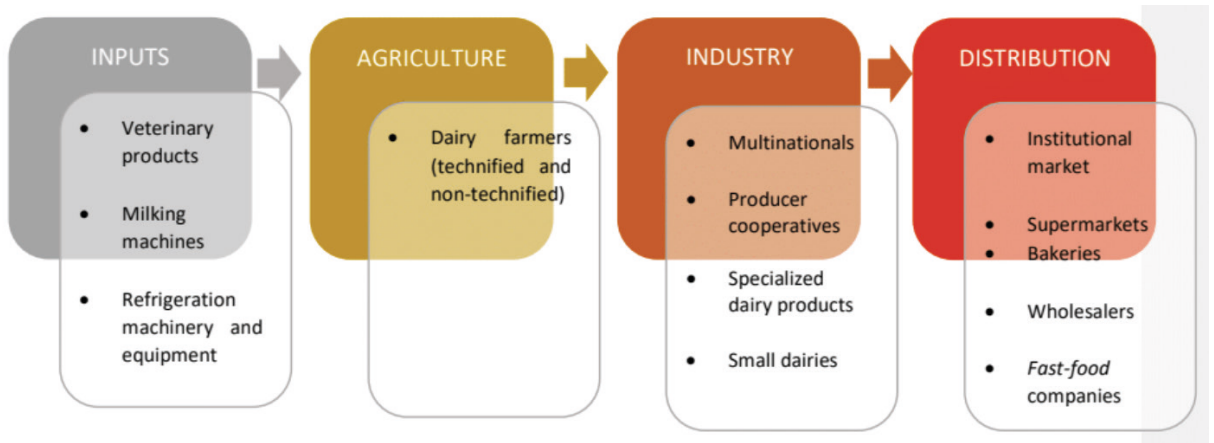 INPUTS
• Veterinary
products
• Milking
machines
• Refrigeration
machinery and
equipment
AGRICULTURE
• Dairy farmers
(technified and
non-technified)
INDUSTRY
• Multinationals
• Producer
cooperatives
• Specialized
dairy products
• Small dairies
DISTRIBUTION
• Institutional
market
• Supermarkets
• Bakeries
• Wholesalers
• Fast-food
companies